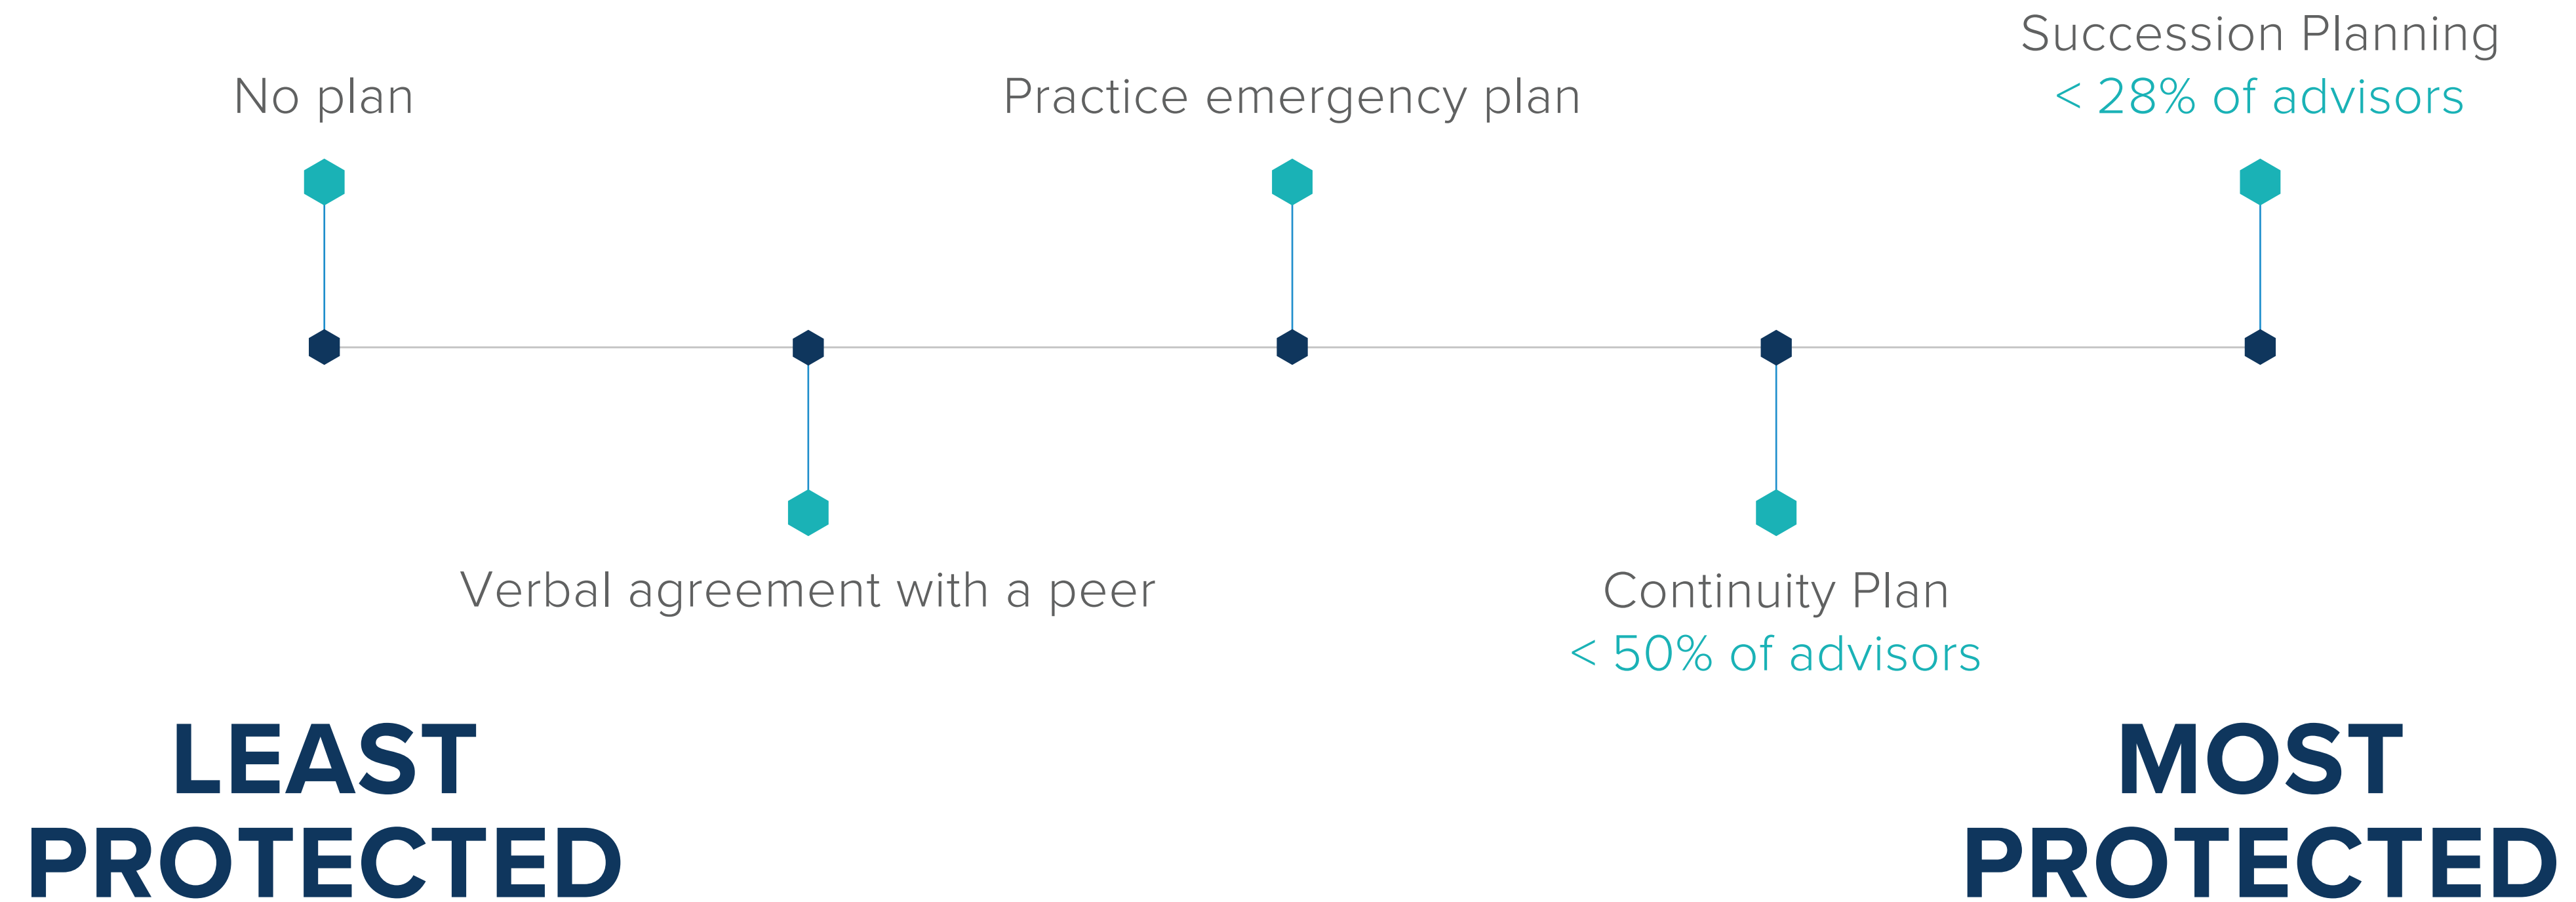 No plan
Verbal agreement with a peer
Practice emergency plan
Continuity Plan
< 50% of advisors
Succession Planning
< 28% of advisors
LEAST
PROTECTED
MOST
PROTECTED